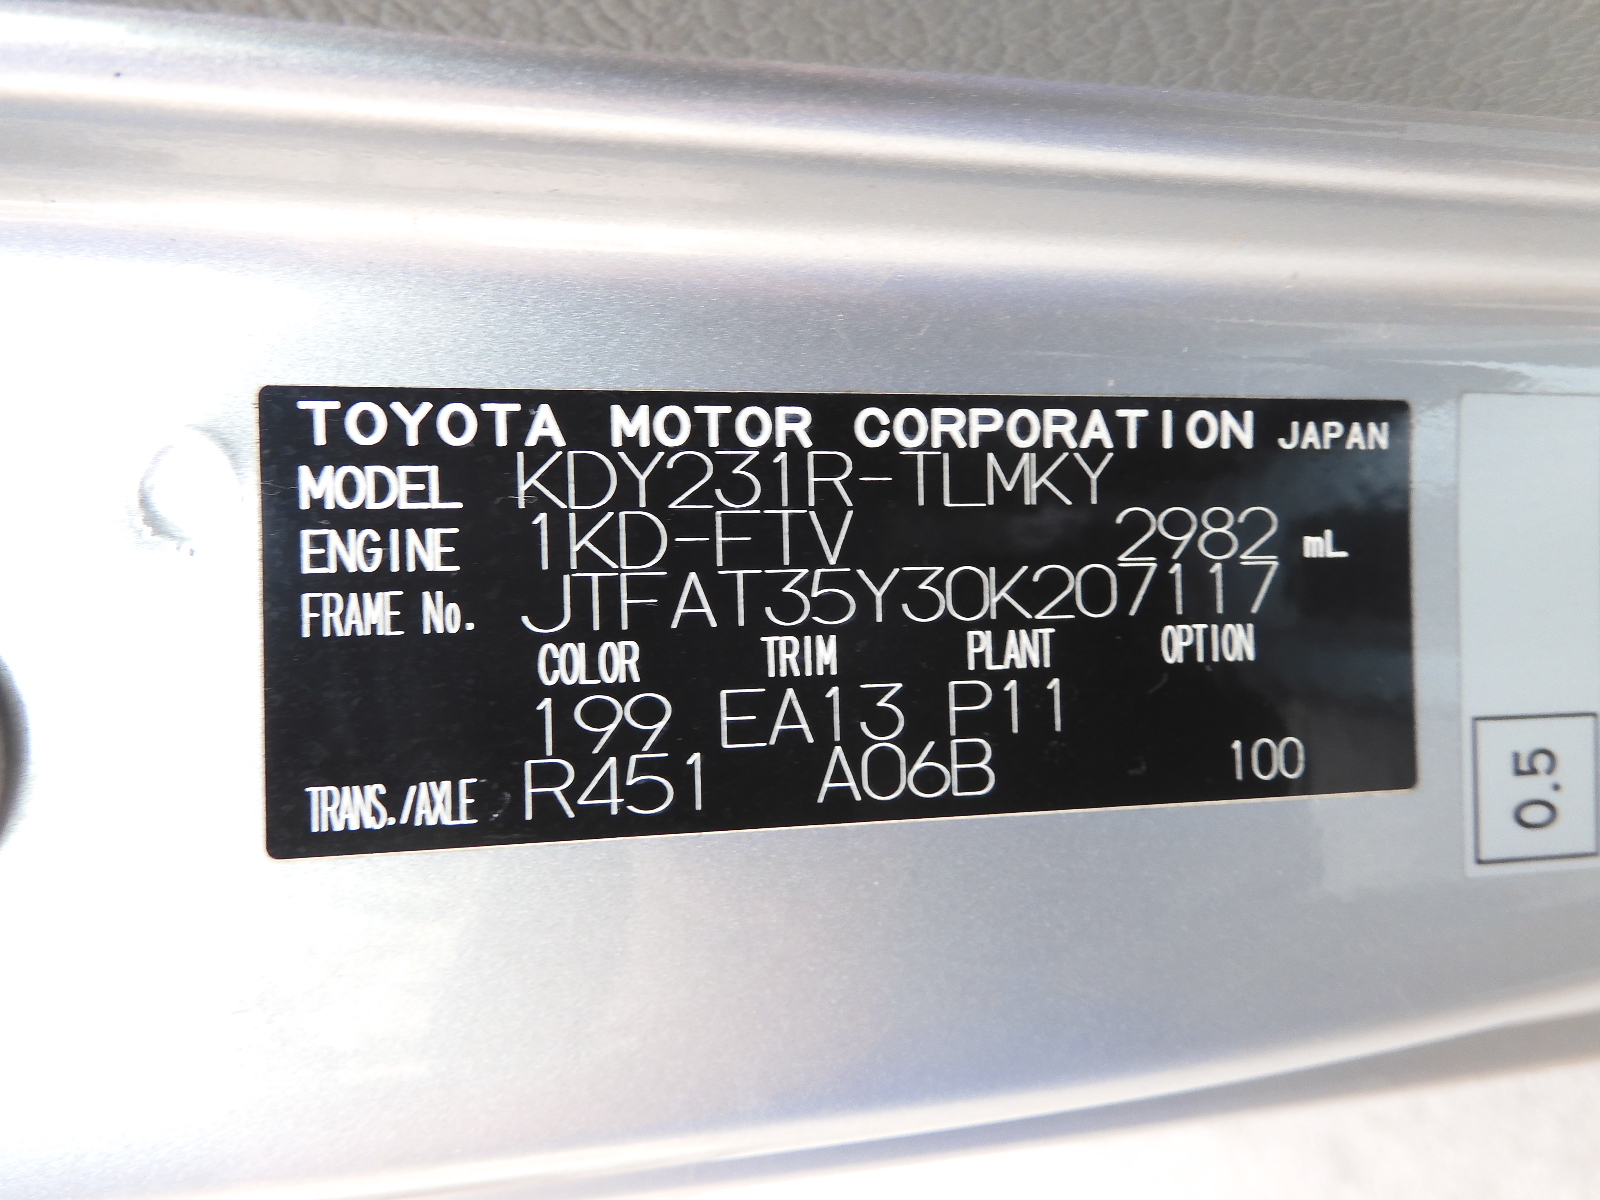 TOYOTA MOTOR CORPORATION JAPAN
MODEL KDY231R-TLMKY
ENGINE 1KD-FTV 2982 mL
FRAME No. JTFAT35Y30K207117
COLOR TRIM PLANT OPTION
199 EA13 P11
TRANS./AXLE R451 A06B 100
0.5